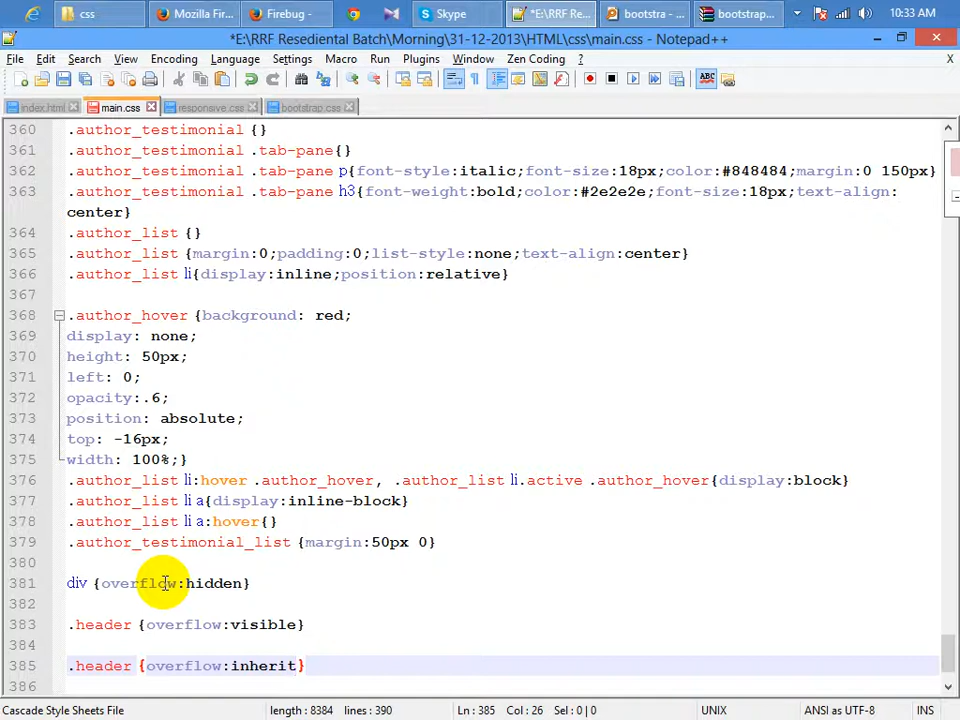 css
Mozilla Fir...
Firebug -
Skype
*E:\RRF Re...
bootstra - ...
bootstrap...
10:33 AM
*E:\RRF Resediental Batch\Morning\31-12-2013\HTML\css\main.css - Notepad++
File Edit Search View Encoding Language Settings Macro Run Plugins Window Zen Coding ? X
index.html main.css responsive.css bootstrap.css
360 .author_testimonial {}
361 .author_testimonial .tab-pane{}
362 .author_testimonial .tab-pane p{font-style:italic;font-size:18px;color:#848484;margin:0 150px}
363 .author_testimonial .tab-pane h3{font-weight:bold;color:#2e2e2e;font-size:18px;text-align:
center}
364 .author_list {}
365 .author_list {margin:0;padding:0;list-style:none;text-align:center}
366 .author_list li{display:inline;position:relative}
367
368 .author_hover {background: red;
369 display: none;
370 height: 50px;
371 left: 0;
372 opacity:.6;
373 position: absolute;
374 top: -16px;
375 width: 100%;}
376 .author_list li:hover .author_hover, .author_list li.active .author_hover{display:block}
377 .author_list li a{display:inline-block}
378 .author_list li a:hover{}
379 .author_testimonial_list {margin:50px 0}
380
381 div {overflow:hidden}
382
383 .header {overflow:visible}
384
385 .header {overflow:inherit}
386
Cascade Style Sheets File length : 8384 lines : 390 Ln : 385 Col : 26 Sel : 0 | 0 UNIX ANSI as UTF-8 INS